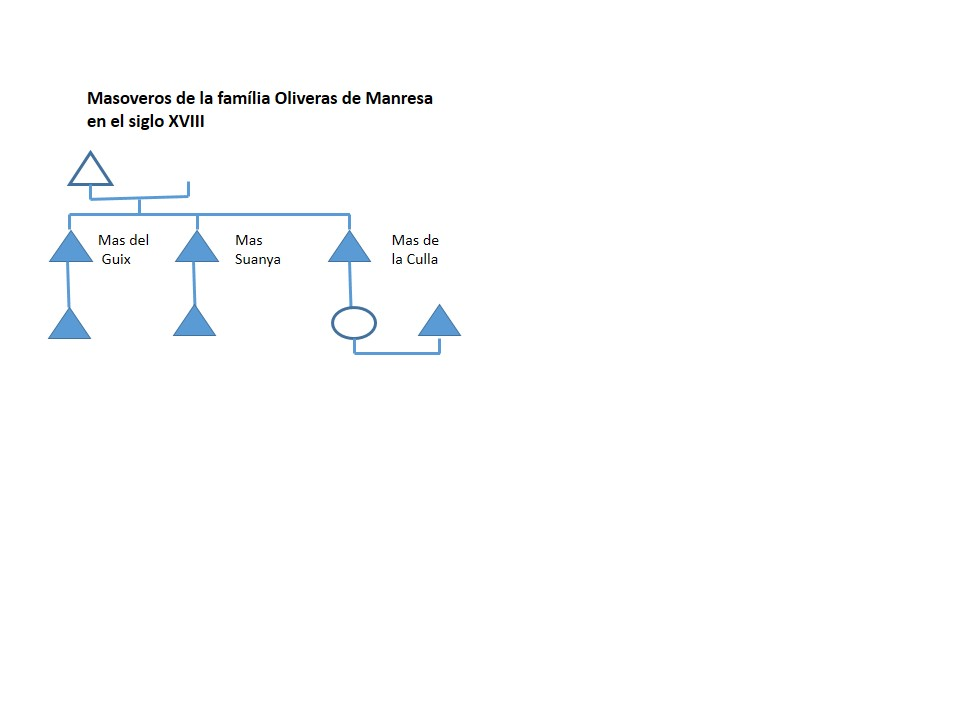 Masoveros de la família Oliveras de Manresa
en el siglo XVIII
Mas del
Guix
Mas
Suanya
Mas de
la Culla